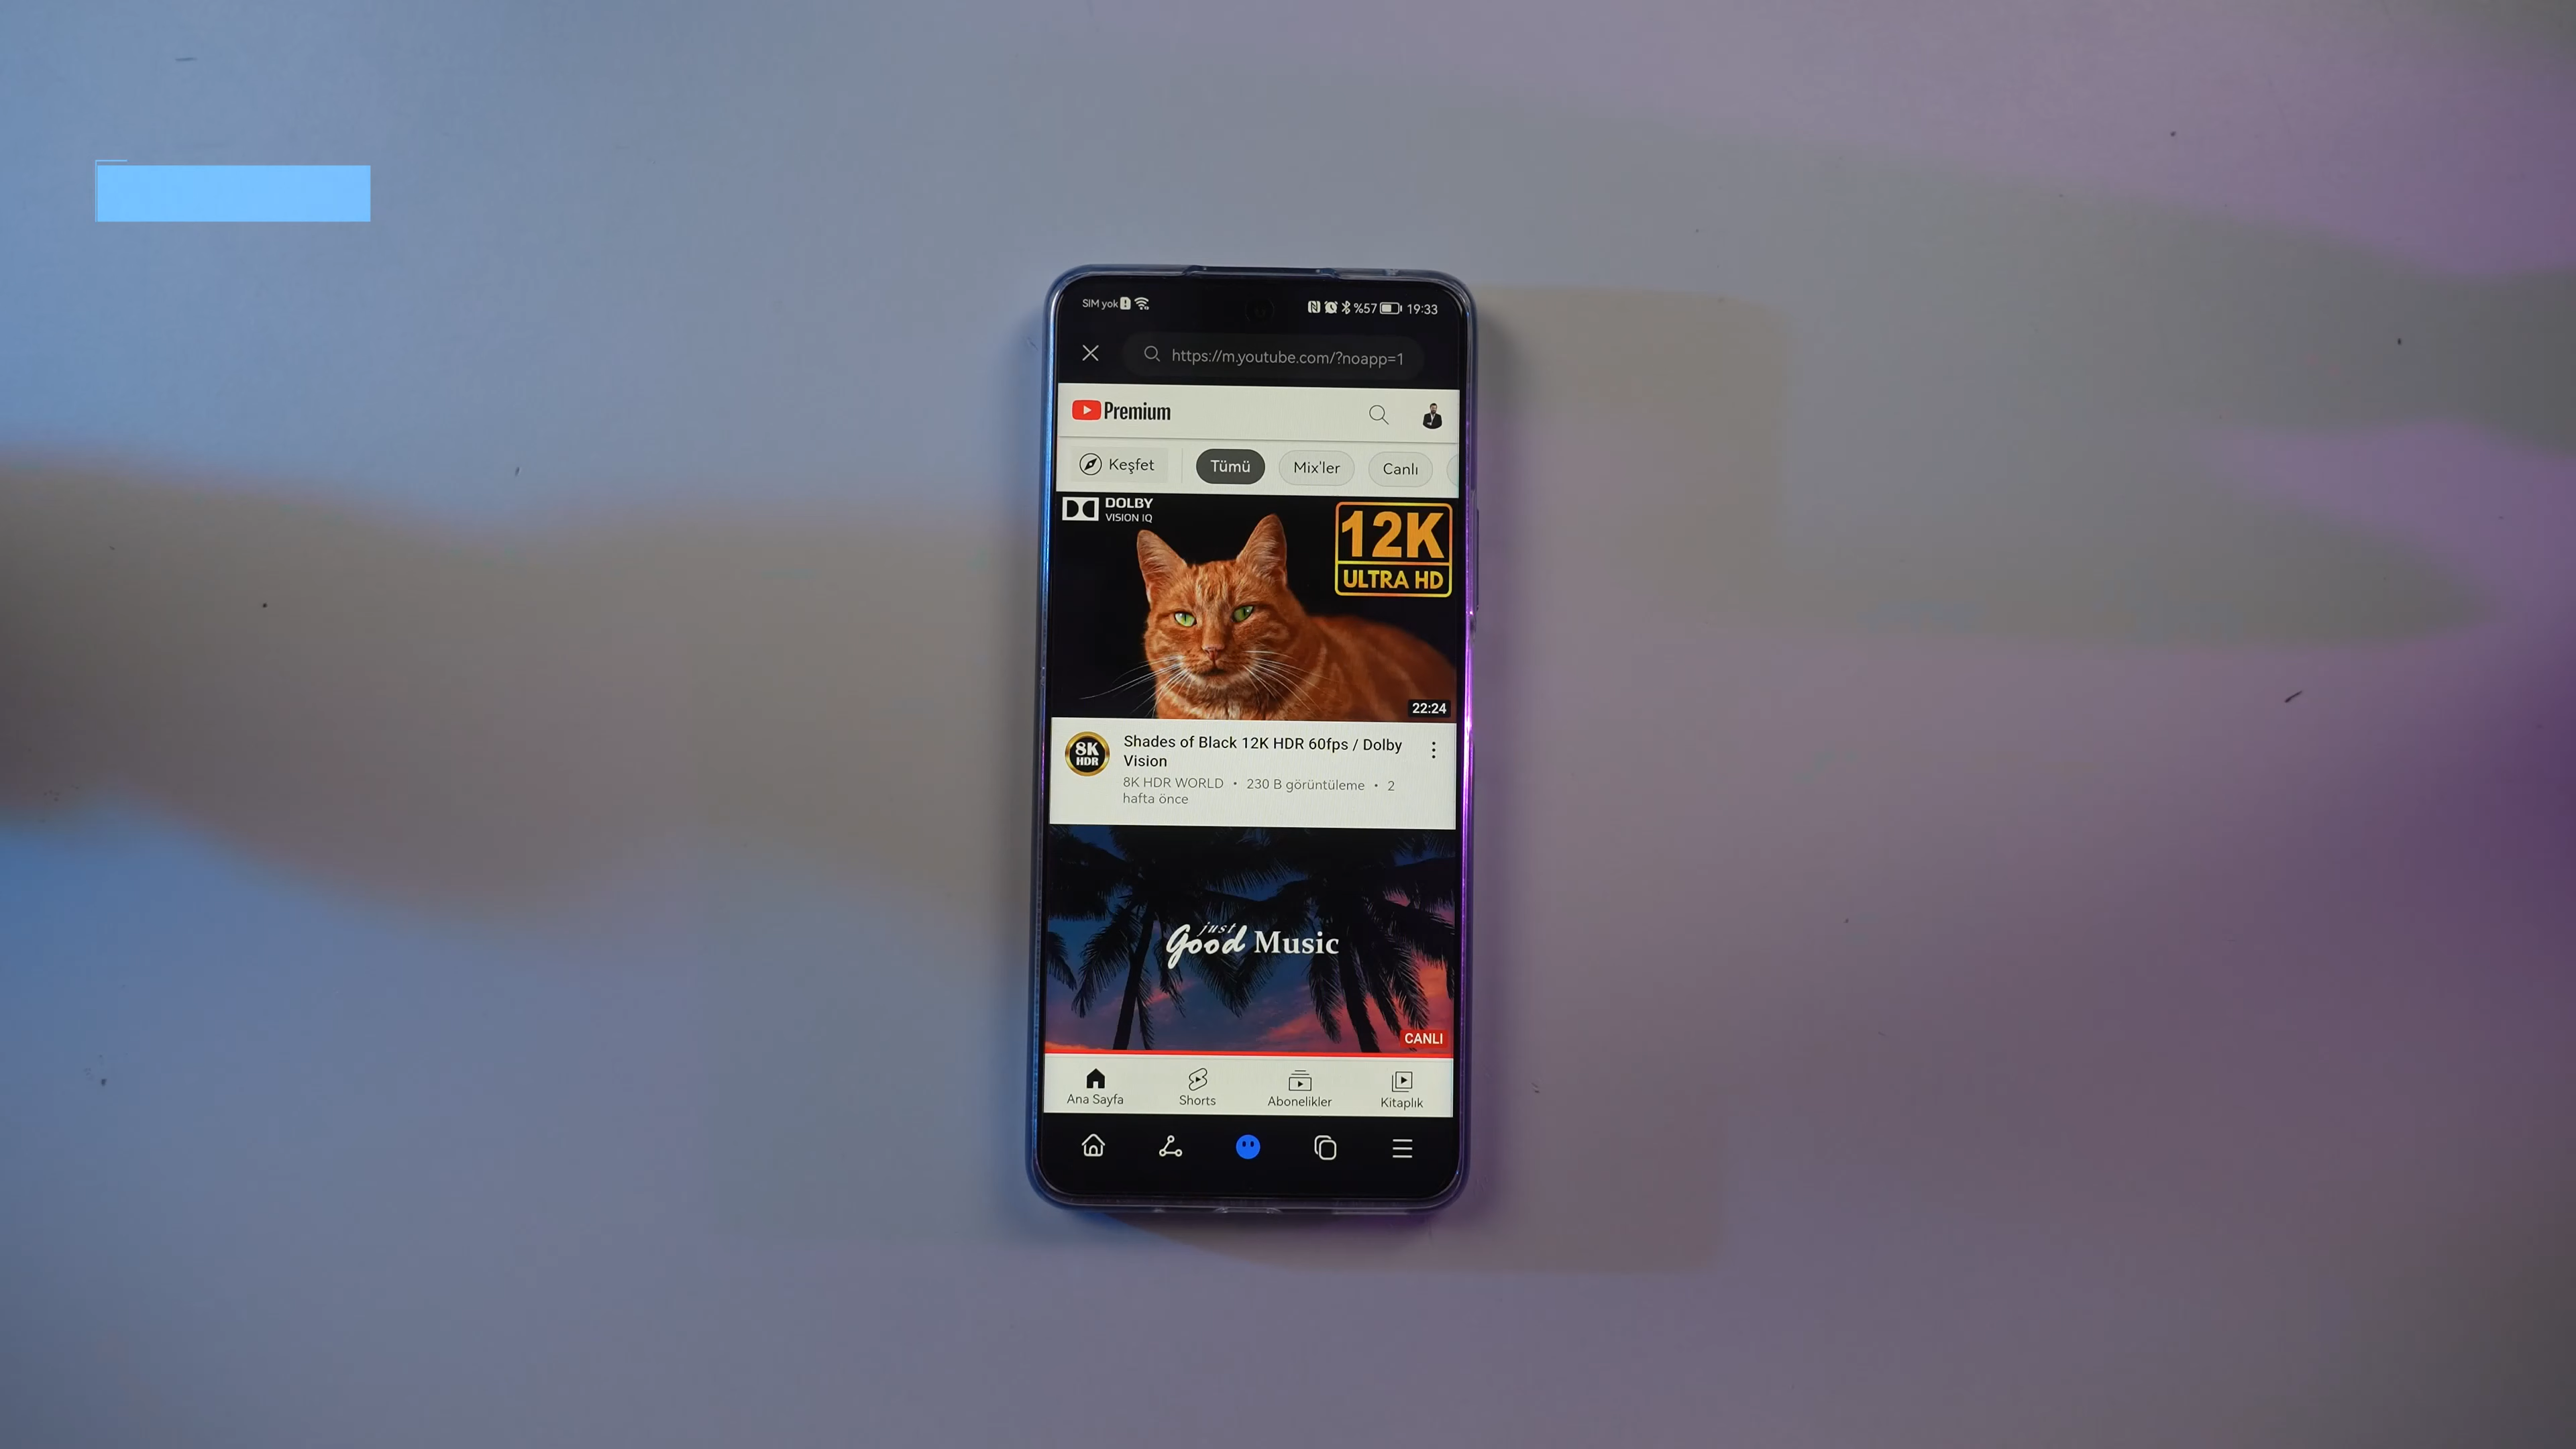 SIM yok
%57 19:33
https://m.youtube.com/?noapp=1
Premium
Keşfet Tümü Mix'ler Canlı
DOLBY
VISION IQ
12K
ULTRA HD
22:24
8K
HDR
Shades of Black 12K HDR 60fps / Dolby
Vision
8K HDR WORLD • 230 B görüntüleme • 2
hafta önce
just
Good Music
CANLI
Ana Sayfa Shorts Abonelikler Kitaplık